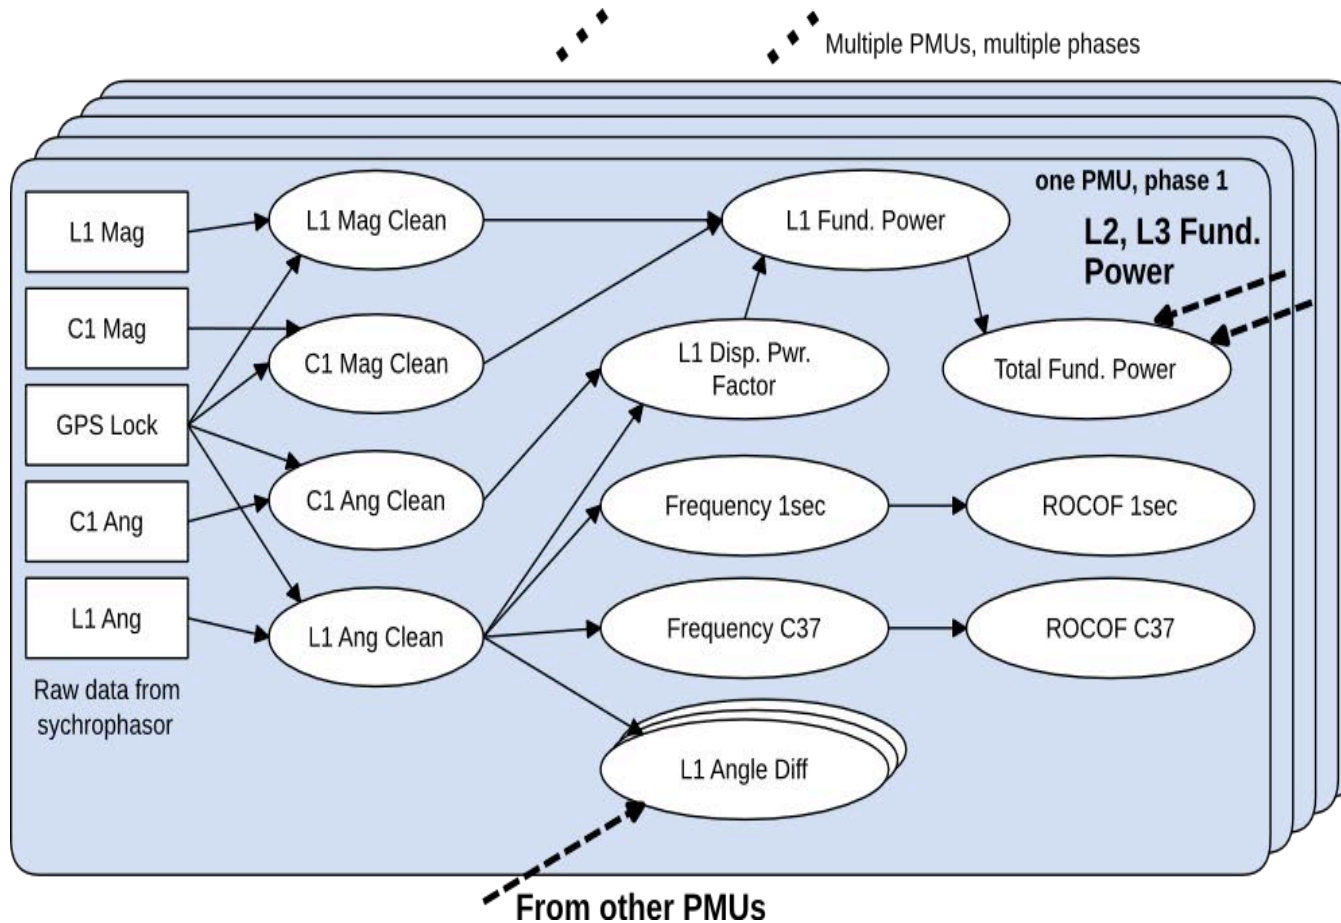 Multiple PMUs, multiple phases
one PMU, phase 1
L1 Mag
L1 Mag Clean
L1 Fund. Power
L2, L3 Fund.
Power
C1 Mag
C1 Mag Clean
L1 Disp. Pwr.
Factor
Total Fund. Power
GPS Lock
C1 Ang
C1 Ang Clean
Frequency 1sec
ROCOF 1sec
L1 Ang
L1 Ang Clean
Frequency C37
ROCOF C37
Raw data from
sychrophasor
L1 Angle Diff
From other PMUs